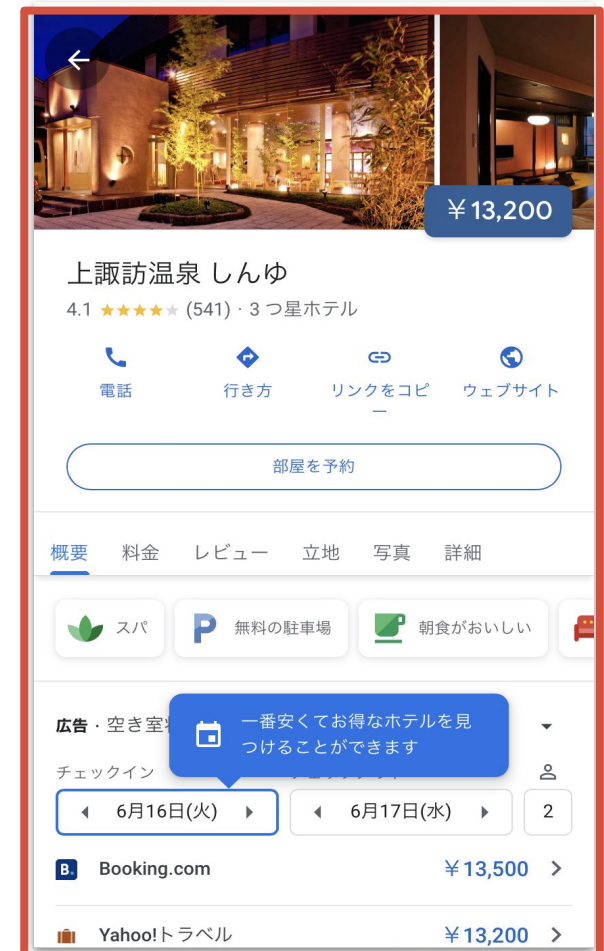 ￥13,200
上諏訪温泉 しんゆ
4.1 ★★★★★ (541) · 3 つ星ホテル
電話
行き方
リンクをコピ
ー
ウェブサイト
部屋を予約
概要 料金 レビュー 立地 写真 詳細
スパ
無料の駐車場
朝食がおいしい
広告 · 空き室
一番安くてお得なホテルを見
つけることができます
チェックイン
6月16日(火)
6月17日(水)
2
B.
Booking.com ￥13,500
Yahoo!トラベル ￥13,200